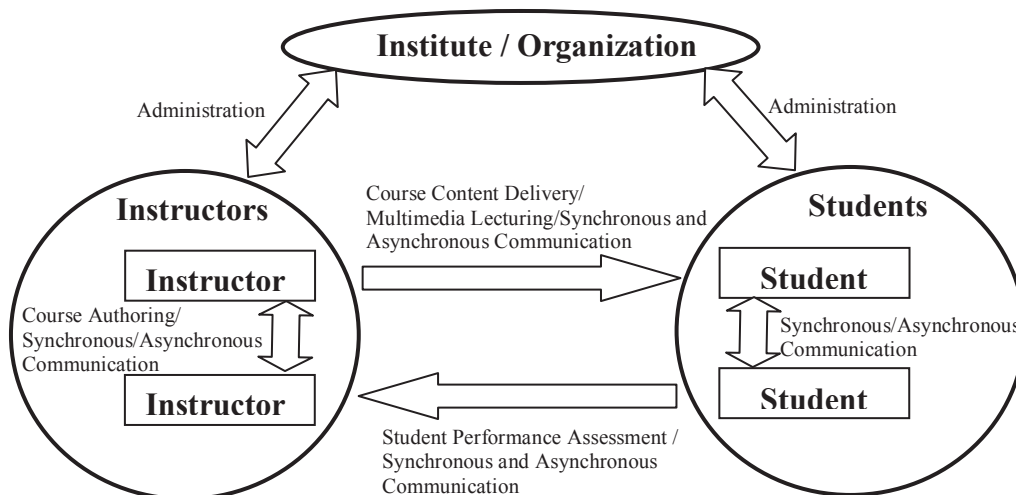 Institute / Organization
Administration
Administration
Instructors
Students
Course Content Delivery/
Multimedia Lecturing/Synchronous and
Asynchronous Communication
Instructor
Student
Course Authoring/
Synchronous/Asynchronous
Communication
Synchronous/Asynchronous
Communication
Instructor
Student
Student Performance Assessment /
Synchronous and Asynchronous
Communication